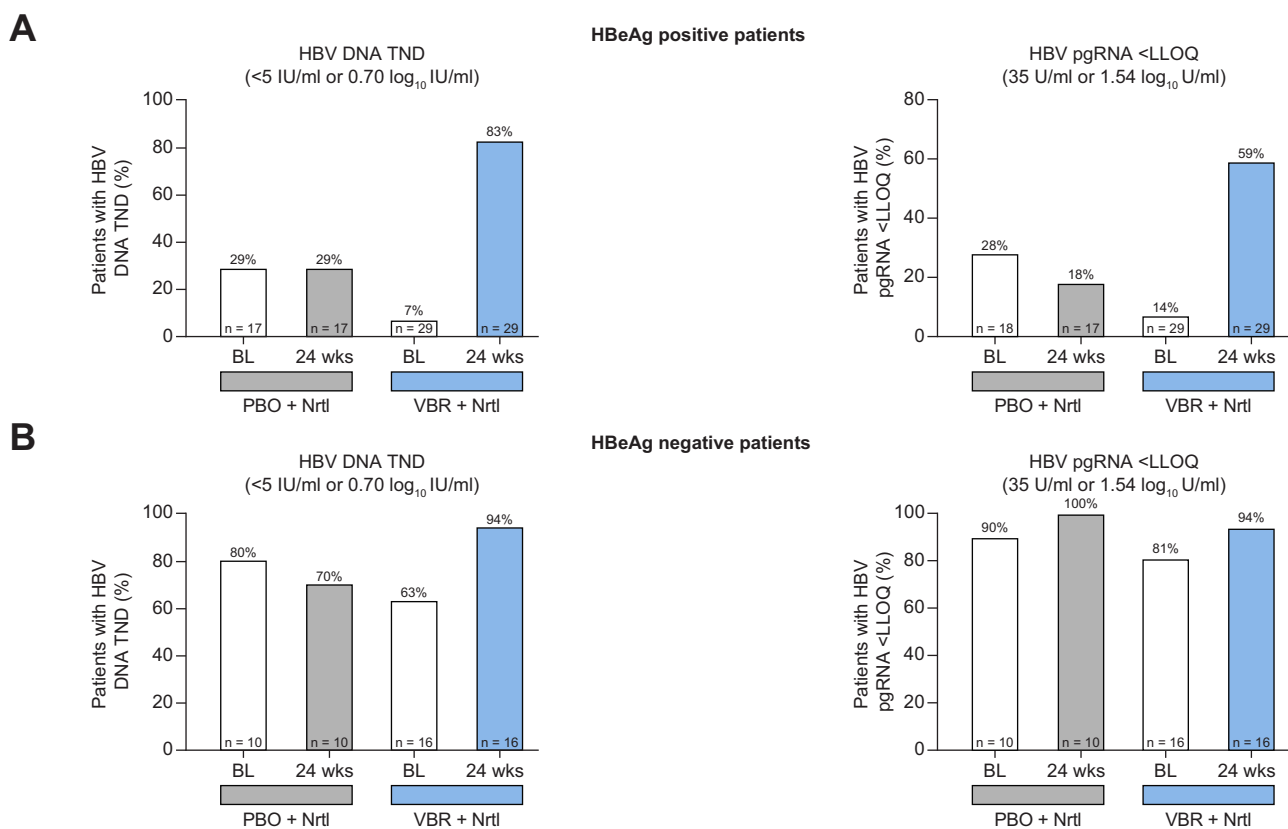 A
HBeAg positive patients
HBV DNA TND
(<5 IU/ml or 0.70 log10 IU/ml)
Patients with HBV
DNA TND (%)
100
80
60
40
20
0
29%
29%
7%
83%
n = 17
n = 17
n = 29
n = 29
BL
24 wks
BL
24 wks
PBO + Nrtl
VBR + Nrtl
HBV pgRNA <LLOQ
(35 U/ml or 1.54 log10 U/ml)
Patients with HBV
pgRNA <LLOQ (%)
80
60
40
20
0
28%
18%
14%
59%
n = 18
n = 17
n = 29
n = 29
BL
24 wks
BL
24 wks
PBO + Nrtl
VBR + Nrtl
B
HBeAg negative patients
HBV DNA TND
(<5 IU/ml or 0.70 log10 IU/ml)
Patients with HBV
DNA TND (%)
100
80
60
40
20
0
80%
70%
63%
94%
n = 10
n = 10
n = 16
n = 16
BL
24 wks
BL
24 wks
PBO + Nrtl
VBR + Nrtl
HBV pgRNA <LLOQ
(35 U/ml or 1.54 log10 U/ml)
Patients with HBV
pgRNA <LLOQ (%)
100
80
60
40
20
0
90%
100%
81%
94%
n = 10
n = 10
n = 16
n = 16
BL
24 wks
BL
24 wks
PBO + Nrtl
VBR + Nrtl